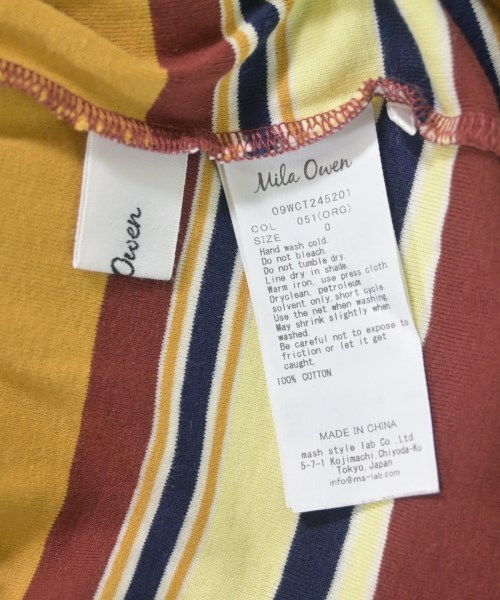 Mila Owen
09WCT245201
COL 051(ORG)
SIZE 0
Hand wash cold.
Do not bleach.
Do not tumble dry.
Line dry in shade.
Warm iron, use press cloth
Dryclean, petroleum
solvent only, short cycle.
Use the net when washing.
May shrink slightly when
washed.
Be careful not to expose to
friction or let it get
caught.
100% COTTON
MADE IN CHINA
mash style lab Co.,Ltd.
5-7-1 Kojimachi,Chiyoda-Ku
Tokyo,Japan
info@ms-lab.com
Owen